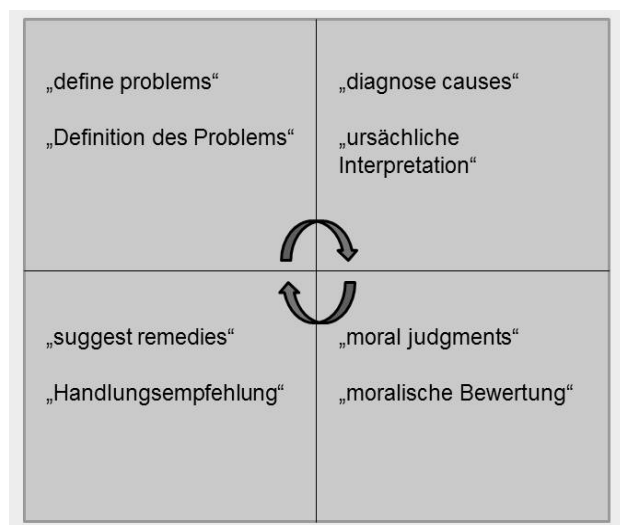 „define problems“
„Definition des Problems“
„diagnose causes“
„ursächliche
Interpretation“
„suggest remedies“
„Handlungsempfehlung“
„moral judgments“
„moralische Bewertung“